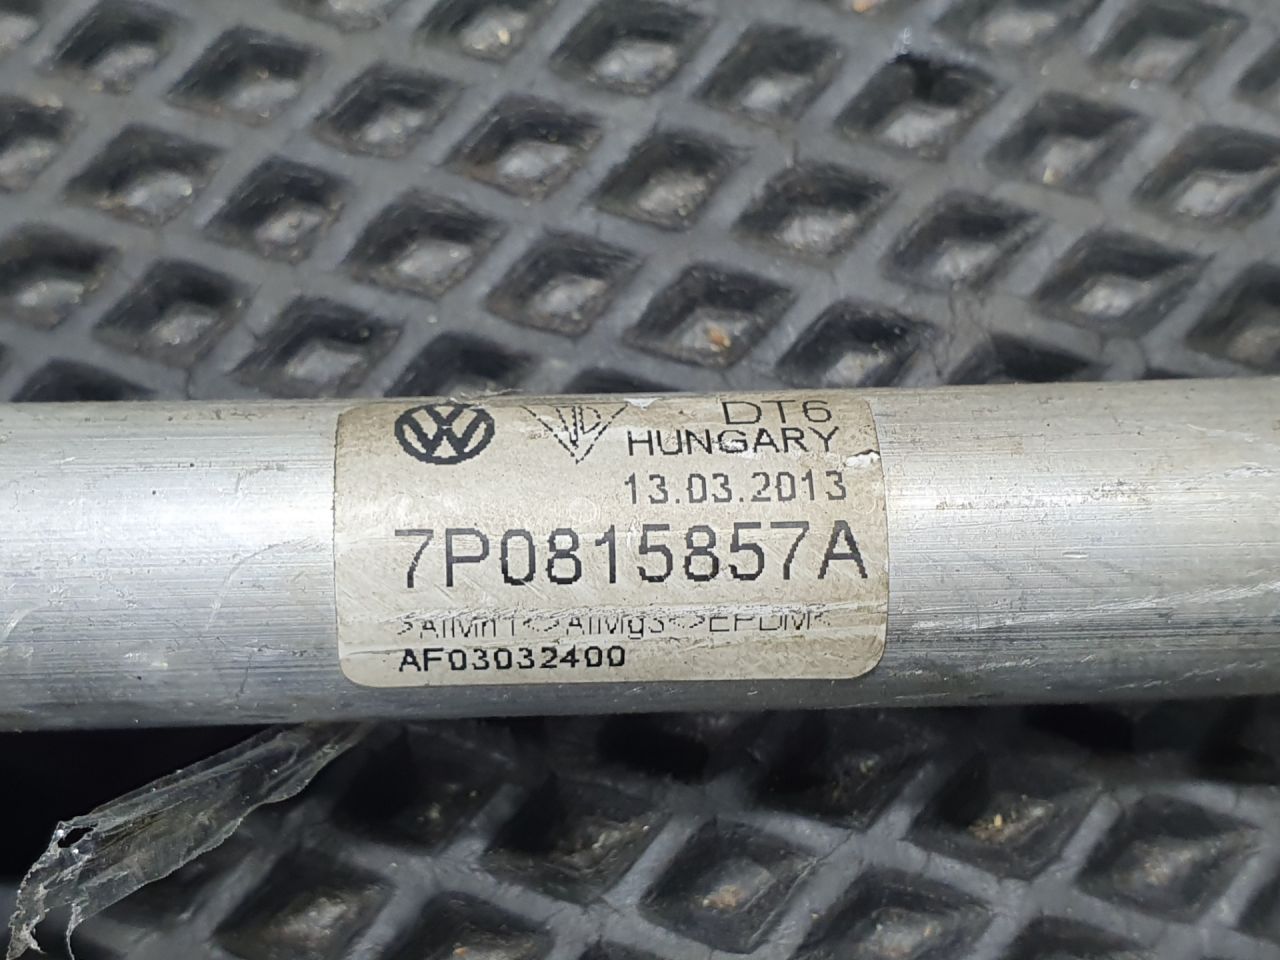 DT6
HUNGARY
13.03.2013
7P0815857A
>AlMn1<>AlMg3<>EPDM<
AF03032400